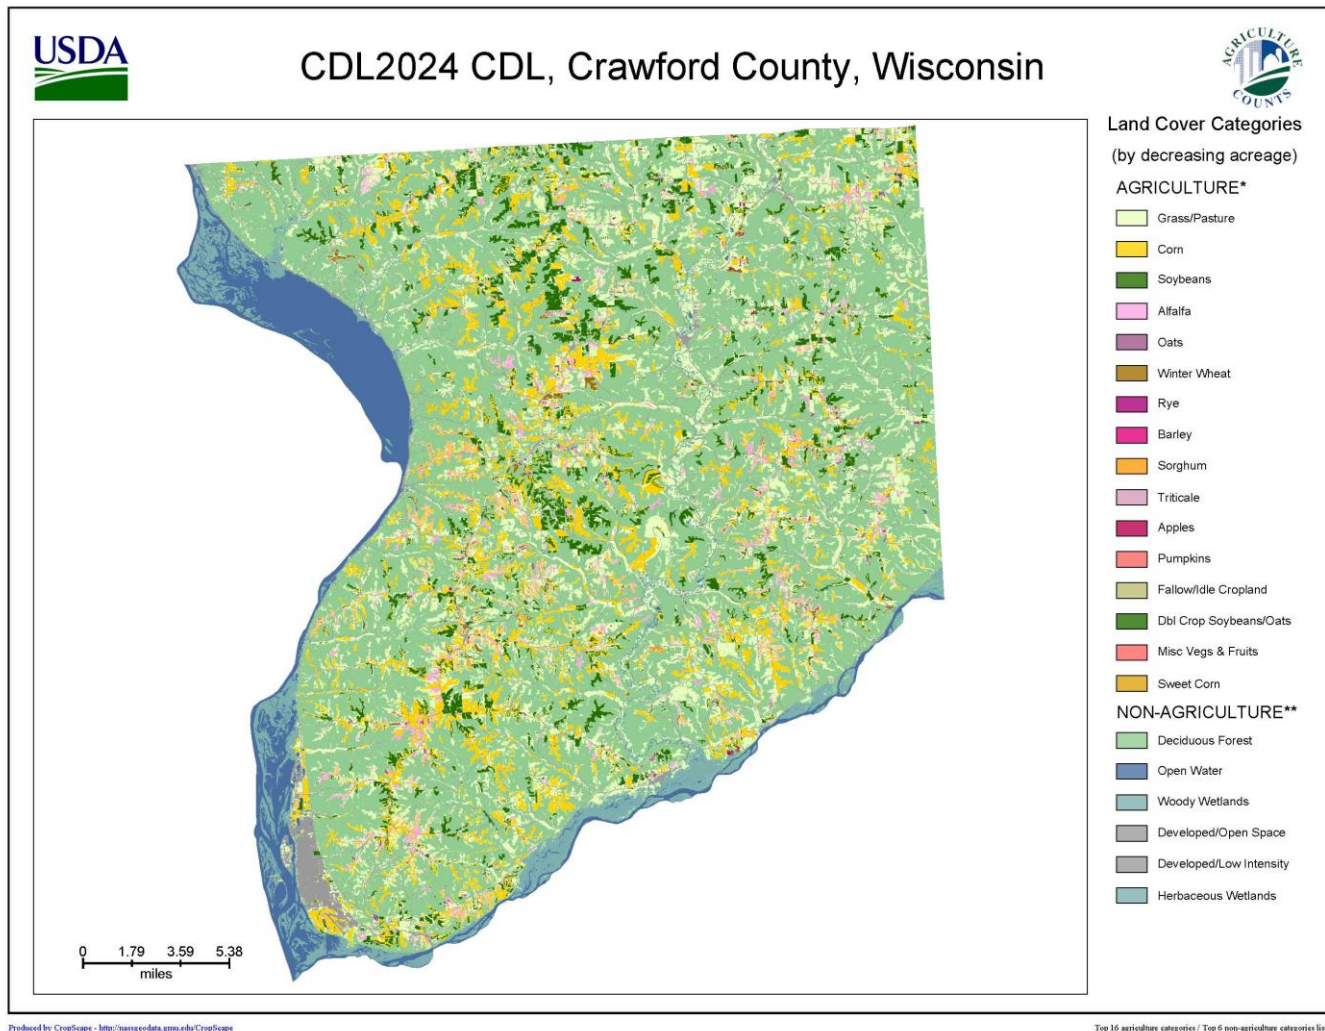 USDA
CDL2024 CDL, Crawford County, Wisconsin
AGRICULTURE
COUNTS
Land Cover Categories
(by decreasing acreage)
AGRICULTURE*
Grass/Pasture
Corn
Soybeans
Alfalfa
Oats
Winter Wheat
Rye
Barley
Sorghum
Triticale
Apples
Pumpkins
Fallow/Idle Cropland
Dbl Crop Soybeans/Oats
Misc Vegs & Fruits
Sweet Corn
NON-AGRICULTURE**
Deciduous Forest
Open Water
Woody Wetlands
Developed/Open Space
Developed/Low Intensity
Herbaceous Wetlands
0 1.79 3.59 5.38
miles
Produced by CropScape - http://nassgeodata.gmu.edu/CropScape
Top 16 agriculture categories / Top 6 non-agriculture categories lis